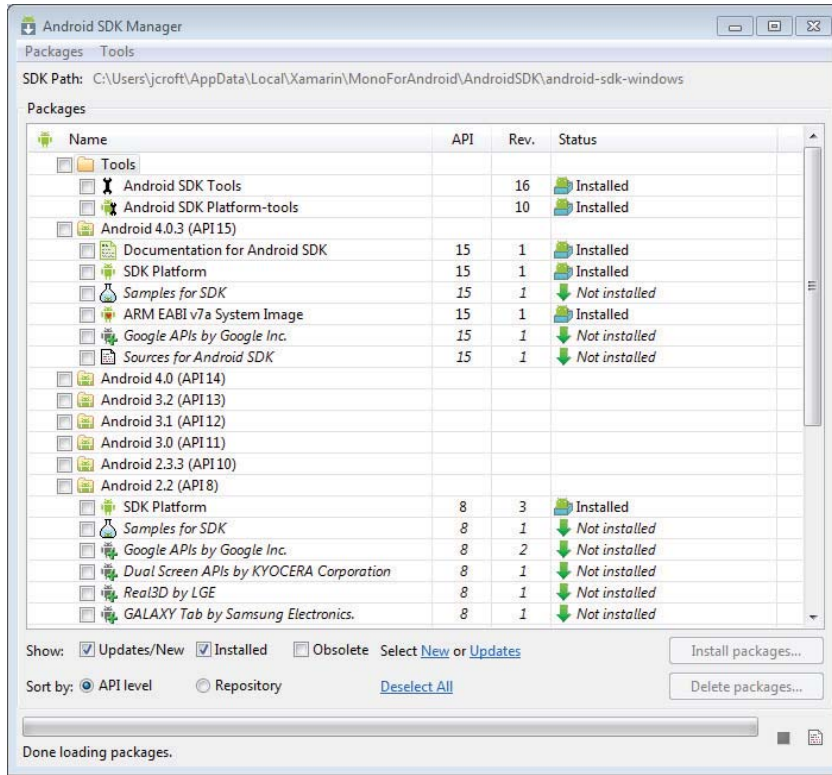 Android SDK Manager
Packages Tools
SDK Path: C:\Users\jcroft\AppData\Local\Xamarin\MonoForAndroid\AndroidSDK\android-sdk-windows
Packages
Name API Rev. Status
Tools
Android SDK Tools 16 Installed
Android SDK Platform-tools 10 Installed
Android 4.0.3 (API 15)
Documentation for Android SDK 15 1 Installed
SDK Platform 15 1 Installed
Samples for SDK 15 1 Not installed
ARM EABI v7a System Image 15 1 Installed
Google APIs by Google Inc. 15 1 Not installed
Sources for Android SDK 15 1 Not installed
Android 4.0 (API 14)
Android 3.2 (API 13)
Android 3.1 (API 12)
Android 3.0 (API 11)
Android 2.3.3 (API 10)
Android 2.2 (API 8)
SDK Platform 8 3 Installed
Samples for SDK 8 1 Not installed
Google APIs by Google Inc. 8 2 Not installed
Dual Screen APIs by KYOCERA Corporation 8 1 Not installed
Real3D by LGE 8 1 Not installed
GALAXY Tab by Samsung Electronics. 8 1 Not installed
Show: Updates/New Installed Obsolete Select New or Updates Install packages...
Sort by: API level Repository Deselect All Delete packages...
Done loading packages.